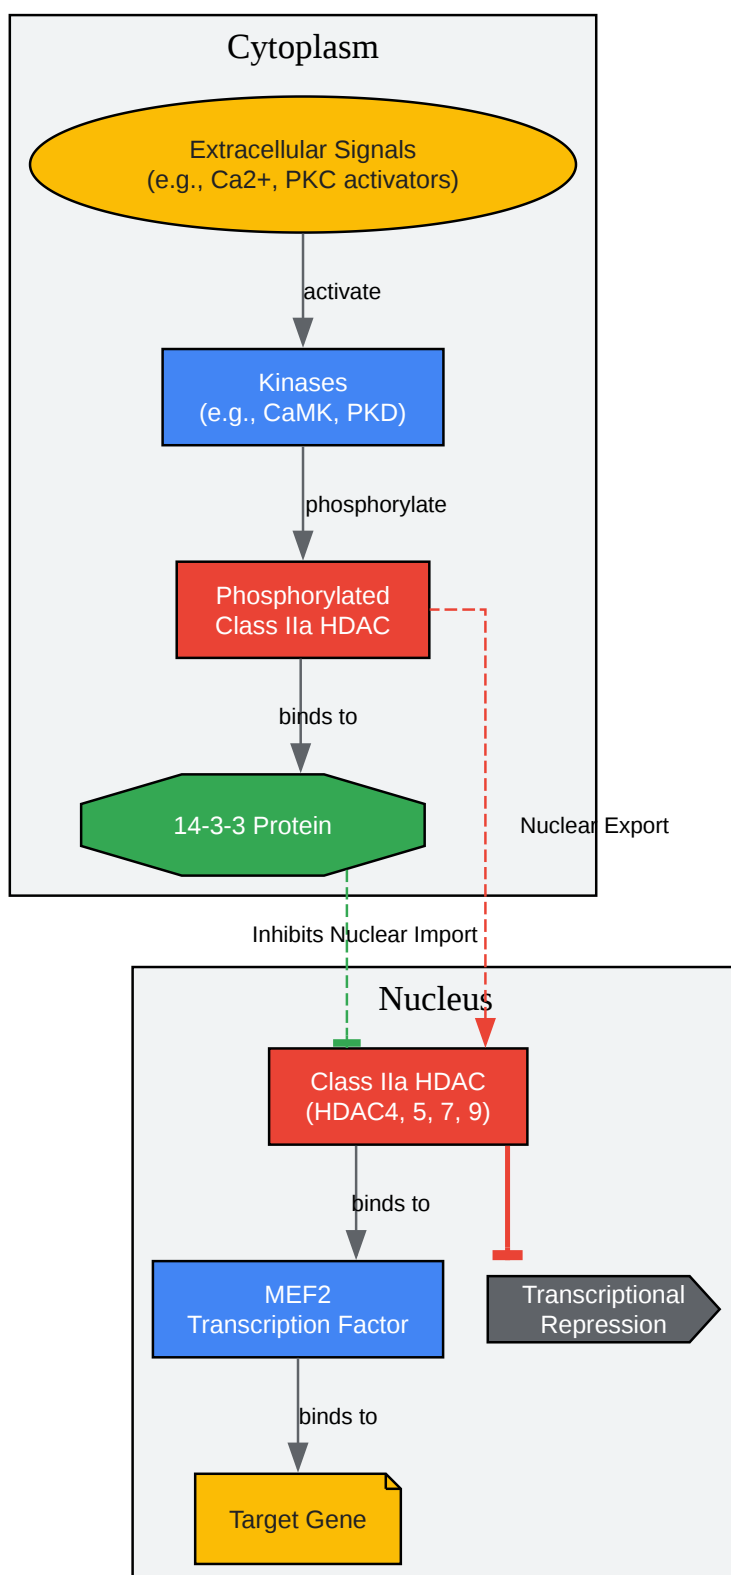 Cytoplasm
Extracellular Signals
(e.g., Ca2+, PKC activators)
activate
Kinases
(e.g., CaMK, PKD)
phosphorylate
Phosphorylated
Class IIa HDAC
binds to
14-3-3 Protein
Nuclear Export
Inhibits Nuclear Import
Nucleus
Class IIa HDAC
(HDAC4, 5, 7, 9)
binds to
MEF2
Transcription Factor
Transcriptional
Repression
binds to
Target Gene